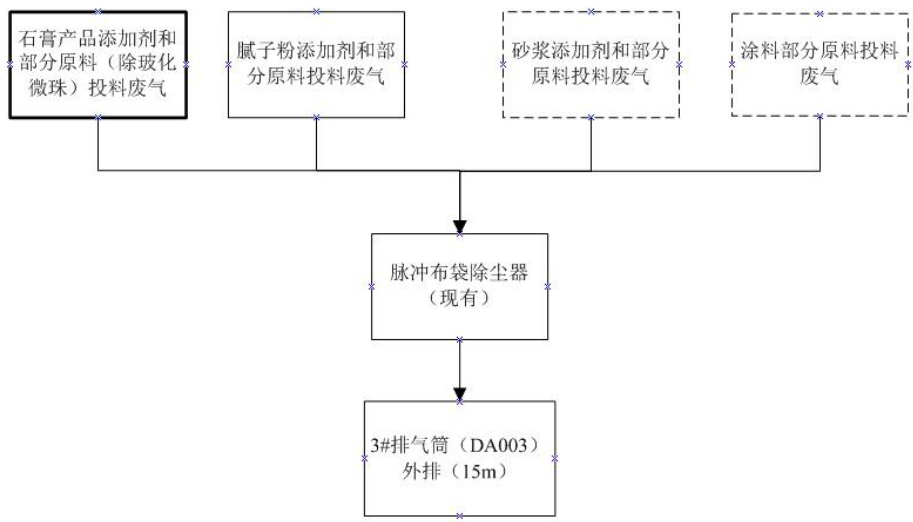 石膏产品添加剂和
部分原料（除玻化
微珠）投料废气
腻子粉添加剂和部
分原料投料废气
砂浆添加剂和部分
原料投料废气
涂料部分原料投料
废气
脉冲布袋除尘器
（现有）
3#排气筒（DA003）
外排（15m）